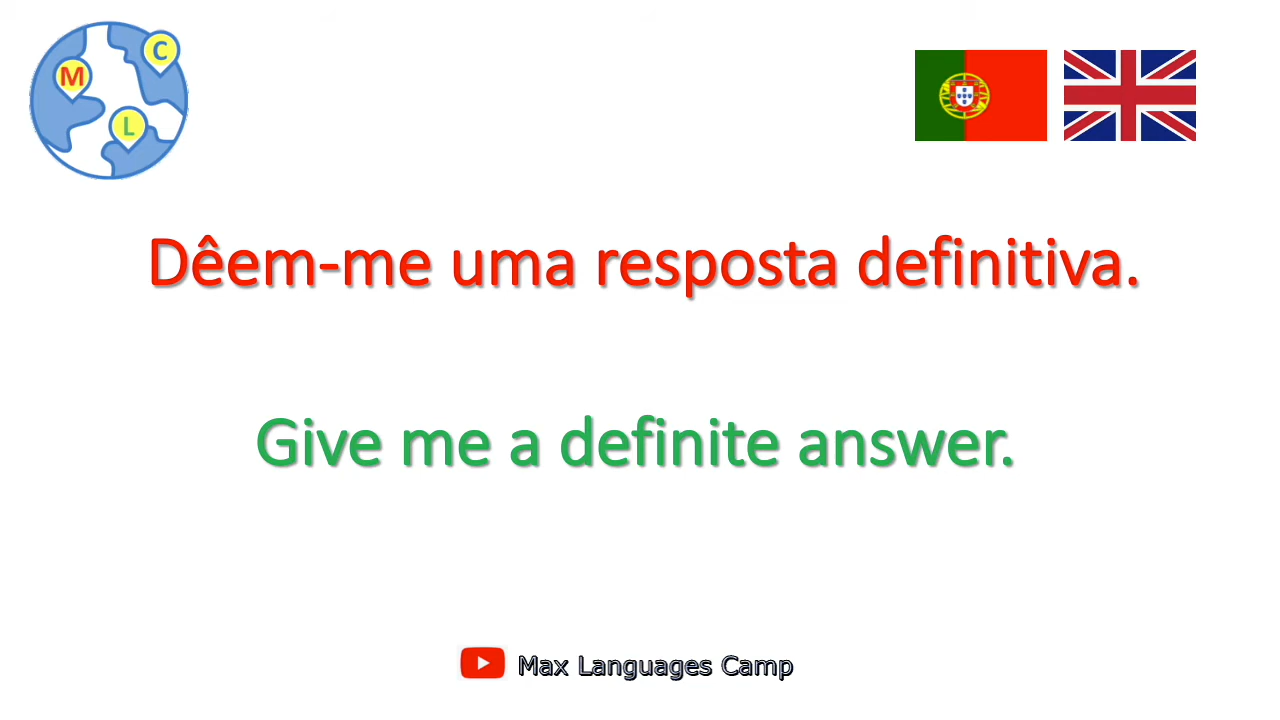 M
C
L
Dêem-me uma resposta definitiva.
Give me a definite answer.
Max Languages Camp